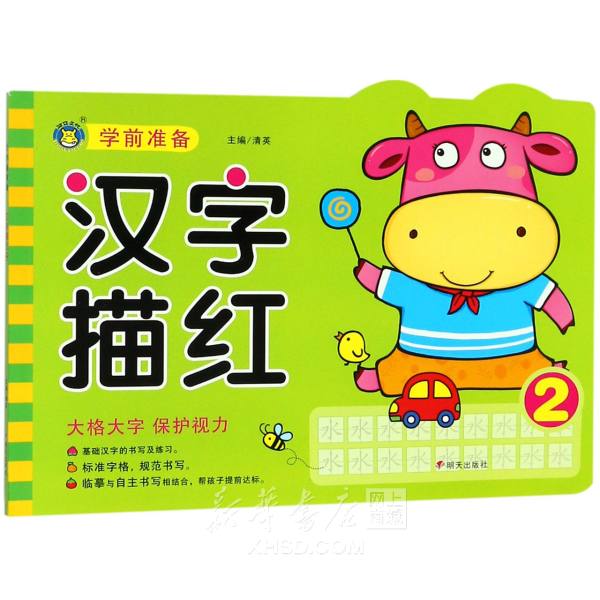 学前准备
主编/清英
汉字
描红
大格大字 保护视力
基础汉字的书写及练习。
标准字格，规范书写。
临摹与自主书写相结合，帮孩子提前达标。
2
水 水 水 水 水 水 水 水 水
水 水 水 水 水 水 水 水 水
明天出版社
新华书店 网上商城
XHSD.COM